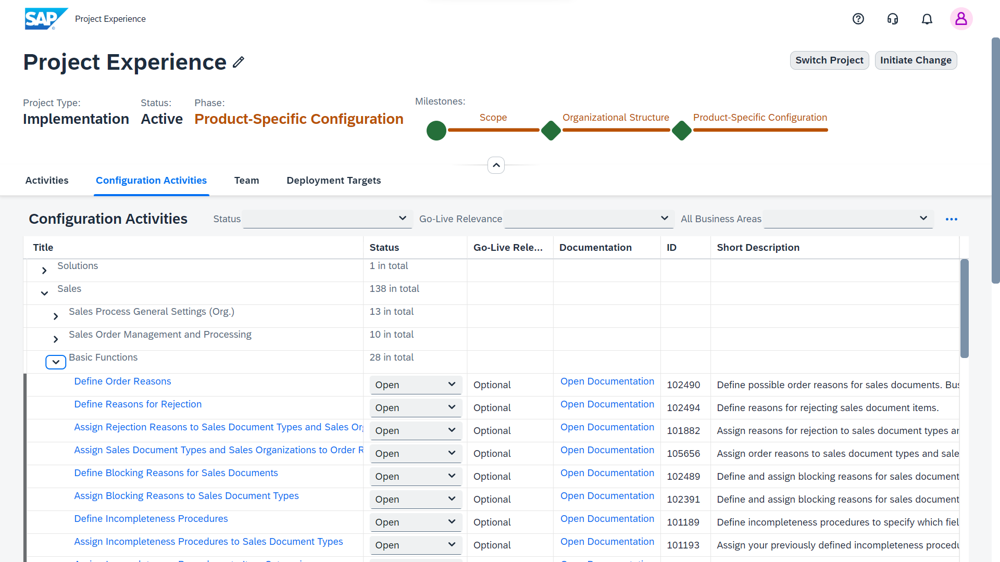 SAP Project Experience
Project Experience
Switch Project
Initiate Change
Project Type:
Implementation
Status:
Active
Phase:
Product-Specific Configuration
Milestones:
Scope
Organizational Structure
Product-Specific Configuration
Activities
Configuration Activities
Team
Deployment Targets
Configuration Activities
Status
Go-Live Relevance
All Business Areas
Title Status Go-Live Rele... Documentation ID Short Description
Solutions 1 in total
Sales 138 in total
Sales Process General Settings (Org.) 13 in total
Sales Order Management and Processing 10 in total
Basic Functions 28 in total
Define Order Reasons Open Optional Open Documentation 102490 Define possible order reasons for sales documents. Bus
Define Reasons for Rejection Open Optional Open Documentation 102494 Define reasons for rejecting sales document items.
Assign Rejection Reasons to Sales Document Types and Sales Org Open Optional Open Documentation 101882 Assign reasons for rejection to sales document types an
Assign Sales Document Types and Sales Organizations to Order R Open Optional Open Documentation 105656 Assign order reasons to sales document types and sale
Define Blocking Reasons for Sales Documents Open Optional Open Documentation 102489 Define and assign blocking reasons for sales document
Assign Blocking Reasons to Sales Document Types Open Optional Open Documentation 102391 Define and assign blocking reasons for sales document
Define Incompleteness Procedures Open Optional Open Documentation 101189 Define incompleteness procedures to specify which fiel
Assign Incompleteness Procedures to Sales Document Types Open Optional Open Documentation 101193 Assign your previously defined incompleteness procedu